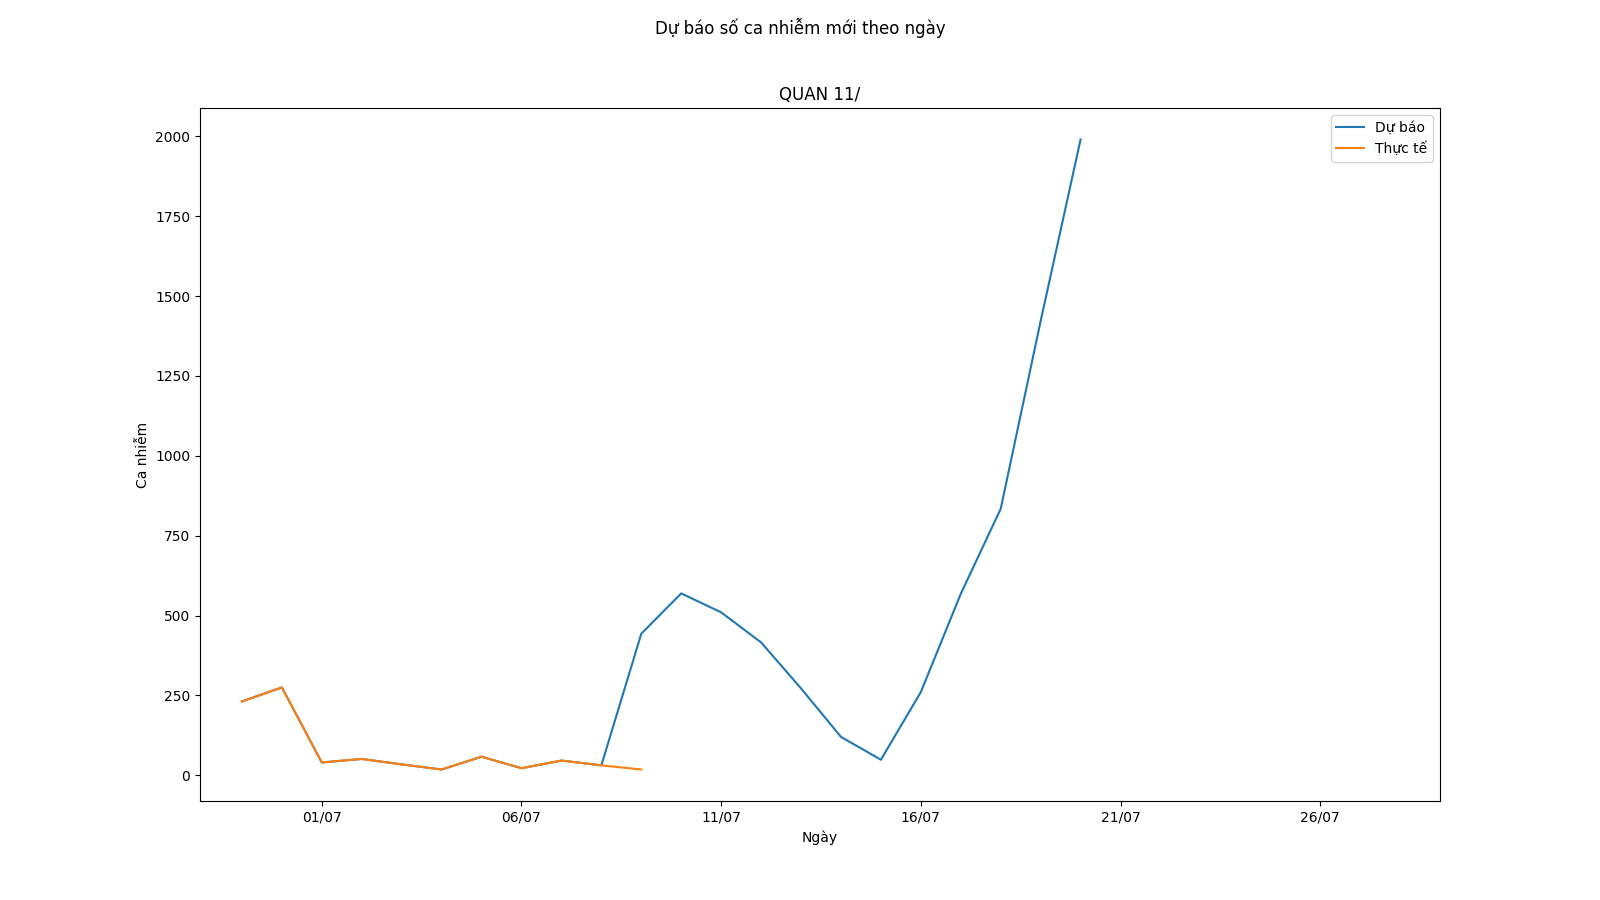 Dự báo số ca nhiễm mới theo ngày
QUAN 11/
Dự báo
Thực tế
2000
1750
1500
1250
1000
750
500
250
0
Ca nhiễm
01/07 06/07 11/07 16/07 21/07 26/07
Ngày